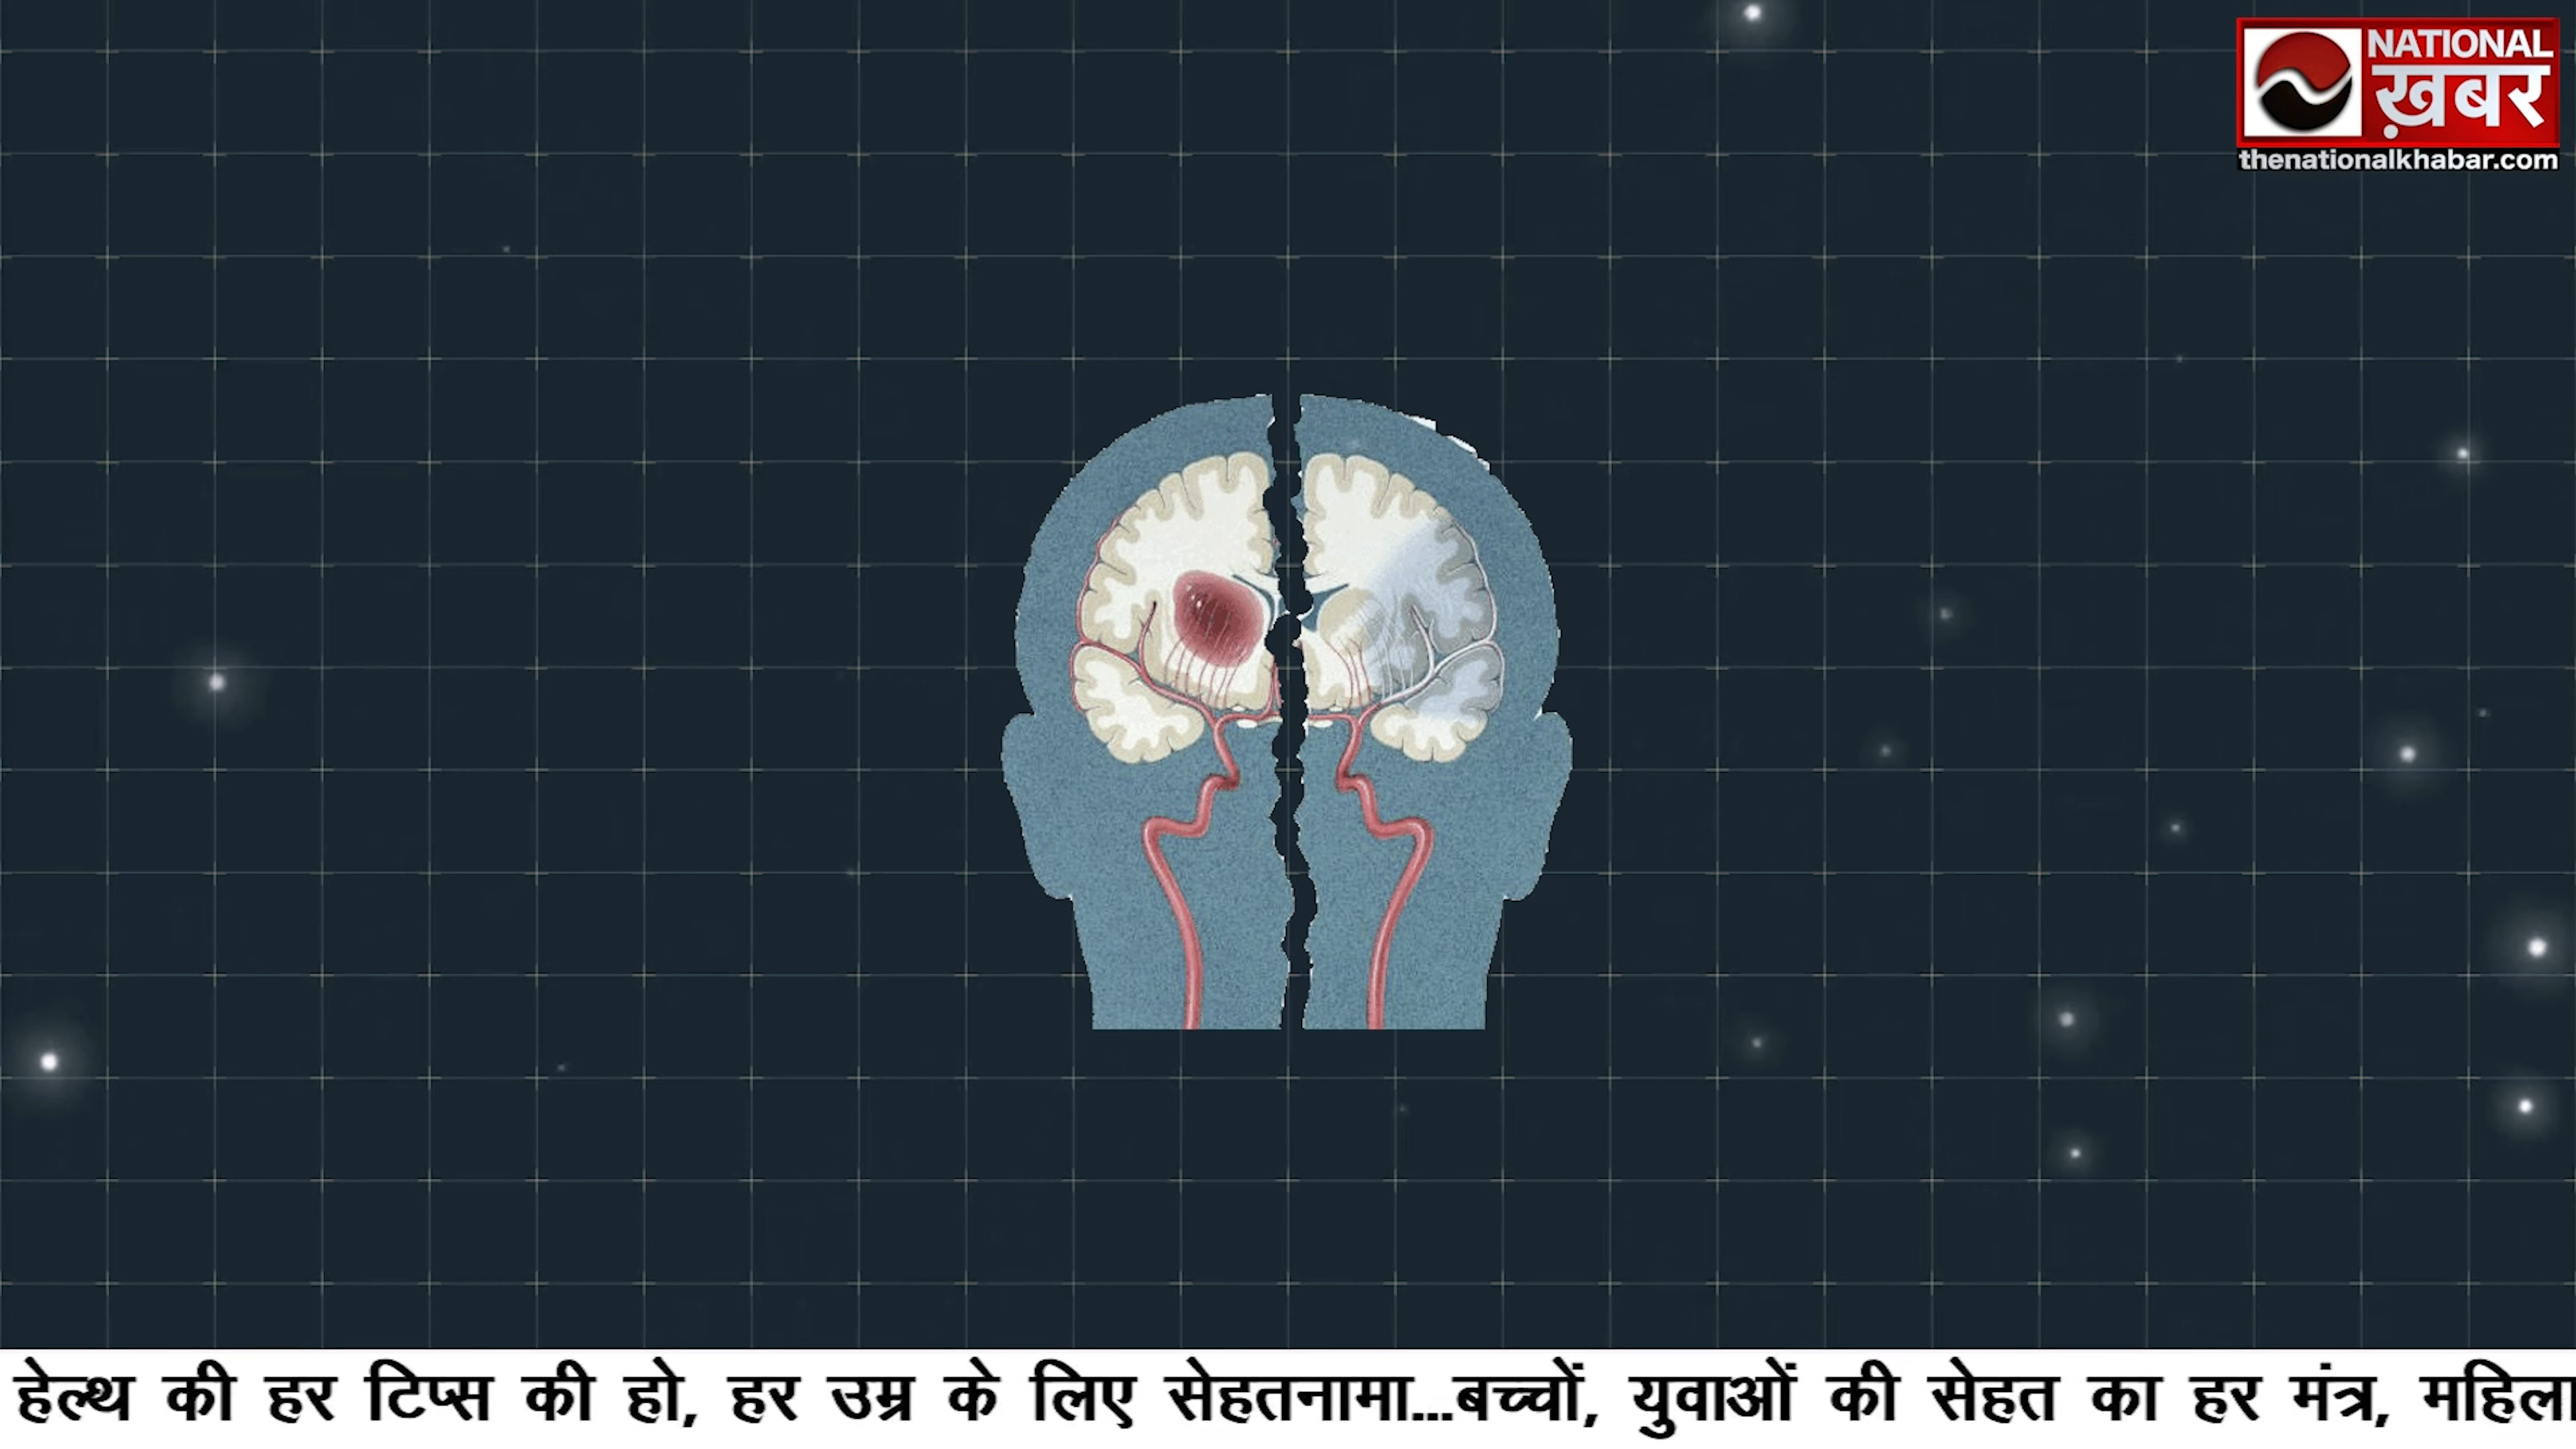 NATIONAL
ख़बर
thenationalkhabar.com
हेल्थ की हर टिप्स की हो, हर उम्र के लिए सेहतनामा...बच्चों, युवाओं की सेहत का हर मंत्र, महिला